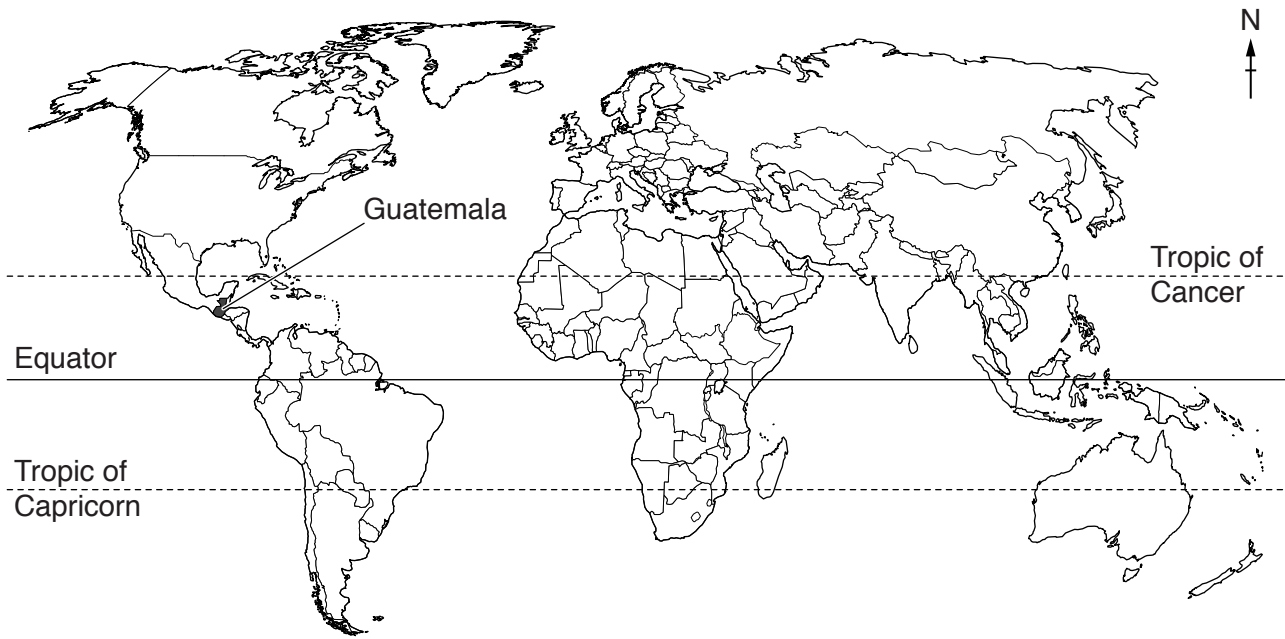 N
Guatemala
Tropic of
Cancer
Equator
Tropic of
Capricorn